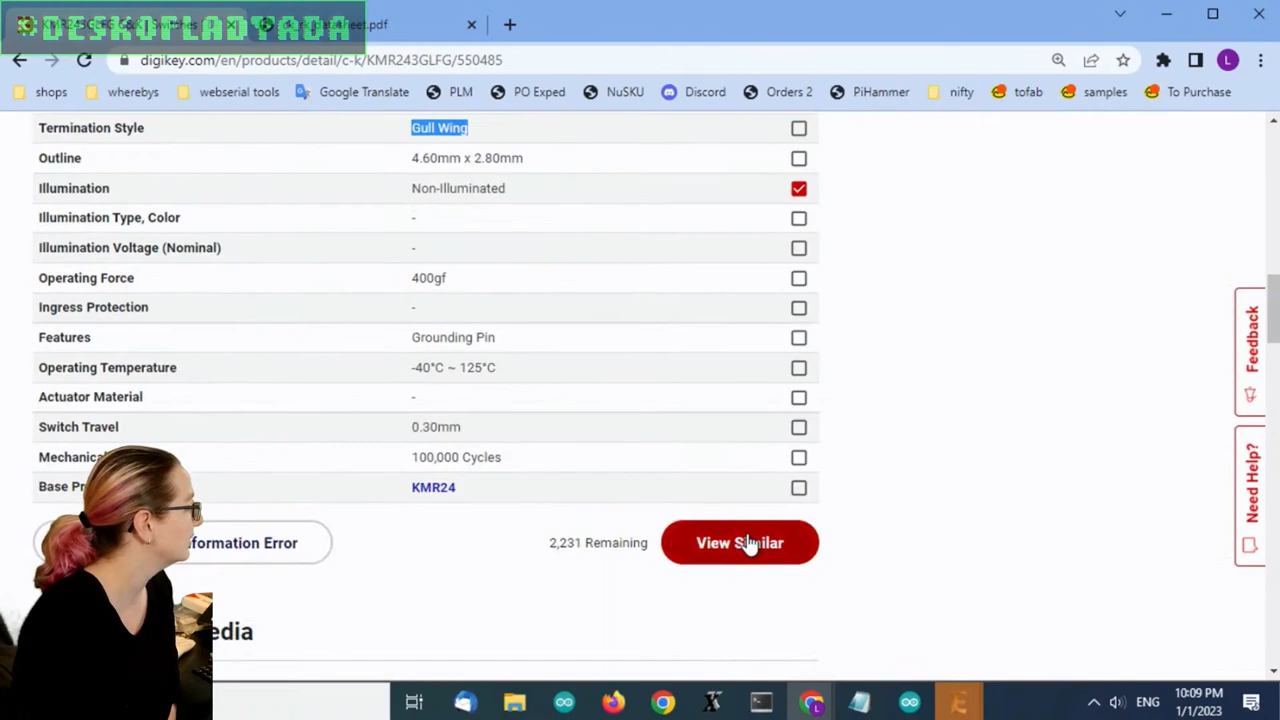 #DESKOFLADYADA
datasheet.pdf
digikey.com/en/products/detail/c-k/KMR243GLFG/550485
L
shops
wherebys
webserial tools
Google Translate
PLM
PO Exped
NuSKU
Discord
Orders 2
PiHammer
nifty
tofab
samples
To Purchase
Termination Style Gull Wing
Outline 4.60mm x 2.80mm
Illumination Non-Illuminated
Illumination Type, Color -
Illumination Voltage (Nominal) -
Operating Force 400gf
Ingress Protection -
Features Grounding Pin
Operating Temperature -40°C ~ 125°C
Actuator Material -
Switch Travel 0.30mm
Mechanical 100,000 Cycles
Base Pr KMR24
formation Error
2,231 Remaining
View Similar
edia
Feedback
Need Help?
ENG
10:09 PM
1/1/2023